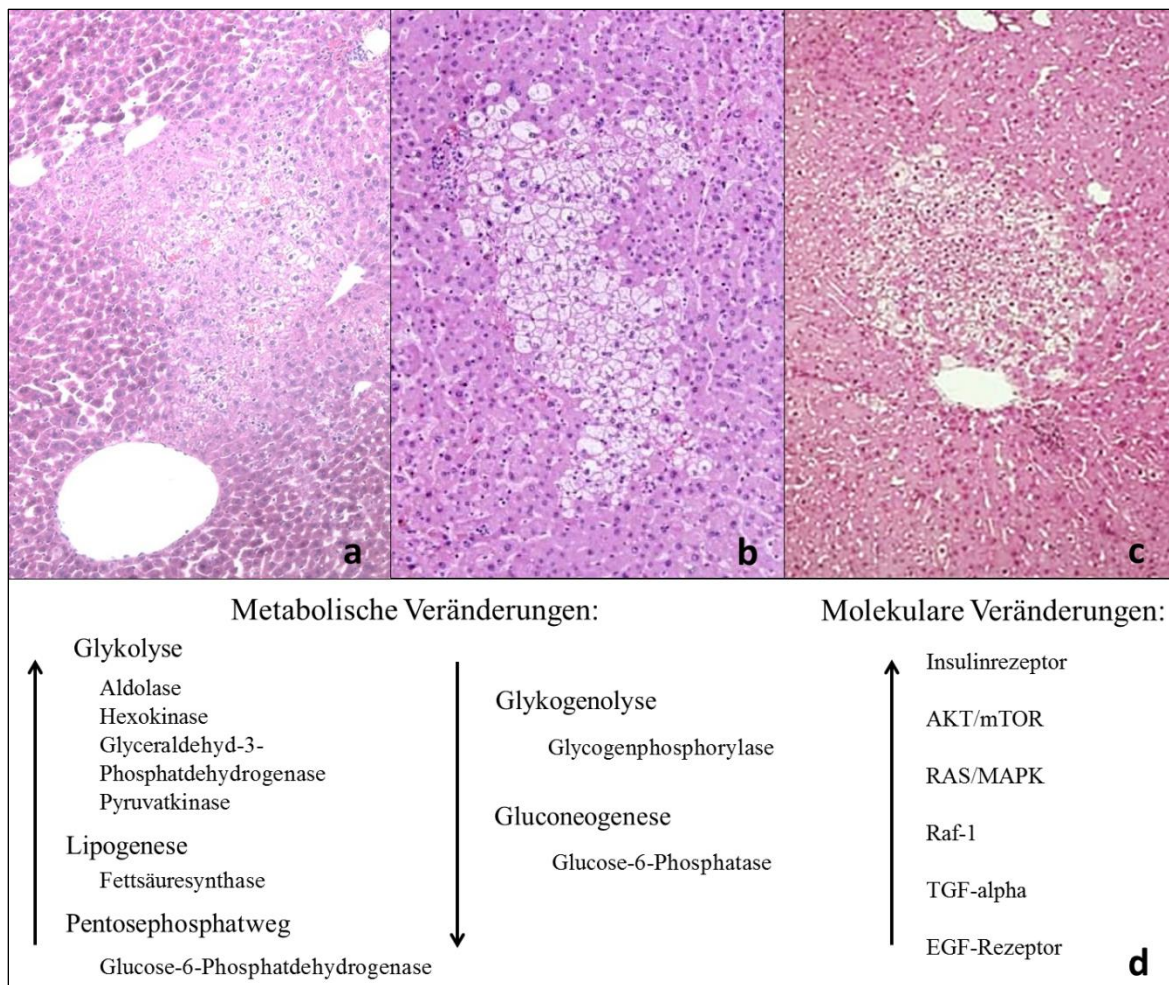 a
b
c
Metabolische Veränderungen:
Glykolyse
Aldolase
Hexokinase
Glyceraldehyd-3-
Phosphatdehydrogenase
Pyruvatkinase
Lipogenese
Fettsäuresynthase
Pentosephosphatweg
Glucose-6-Phosphatdehydrogenase
Glykogenolyse
Glycogenphosphorylase
Gluconeogenese
Glucose-6-Phosphatase
Molekulare Veränderungen:
Insulinrezeptor
AKT/mTOR
RAS/MAPK
Raf-1
TGF-alpha
EGF-Rezeptor
d